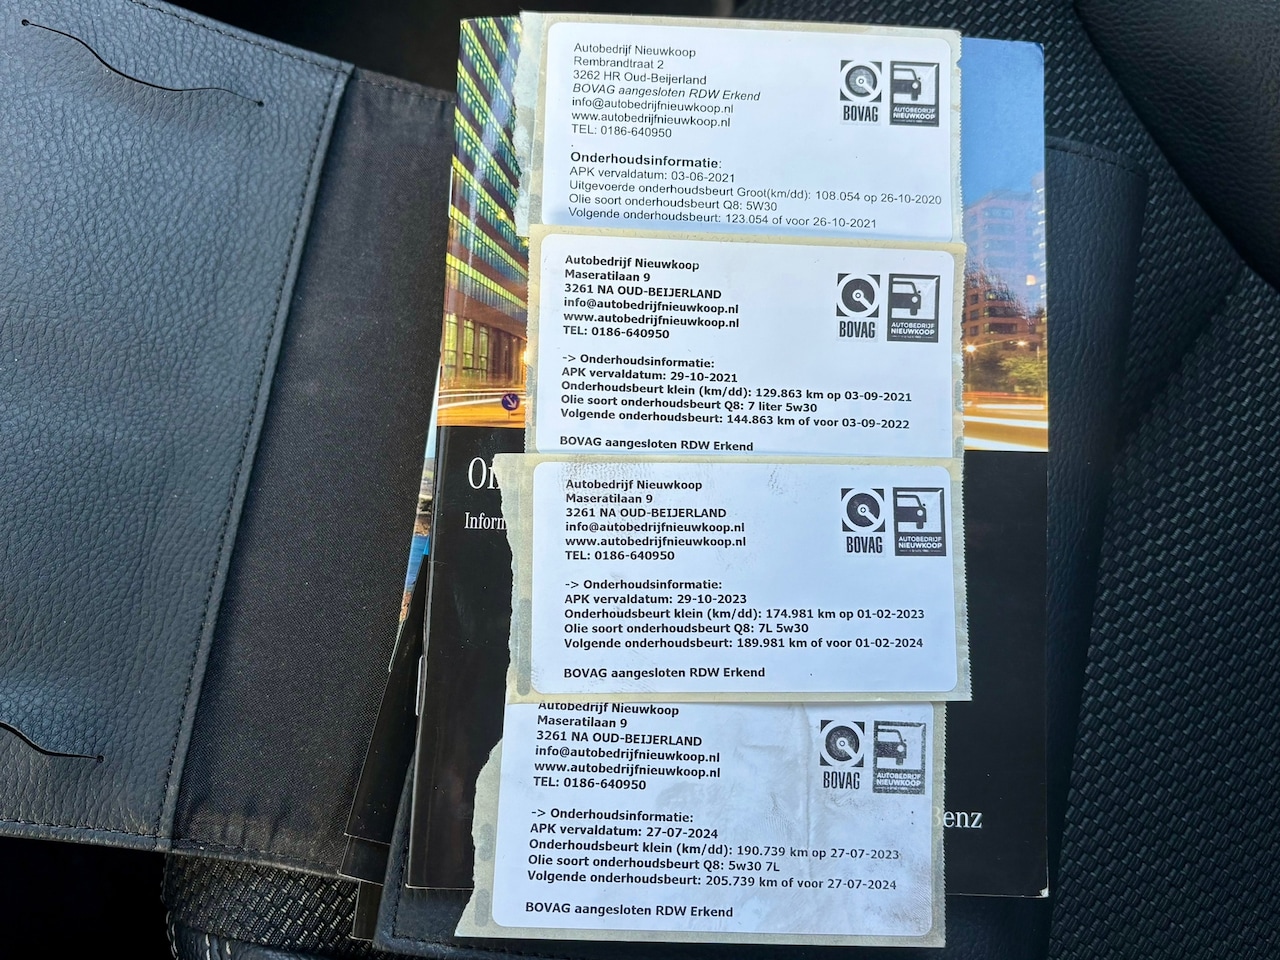 Autobedrijf Nieuwkoop
Rembrandtraat 2
3262 HR Oud-Beijerland
BOVAG aangesloten RDW Erkend
info@autobedrijfnieuwkoop.nl
www.autobedrijfnieuwkoop.nl
TEL: 0186-640950
BOVAG
AUTOBEDRIJF
NIEUWKOOP
Onderhoudsinformatie:
APK vervaldatum: 03-06-2021
Uitgevoerde onderhoudsbeurt Groot(km/dd): 108.054 op 26-10-2020
Olie soort onderhoudsbeurt Q8: 5W30
Volgende onderhoudsbeurt: 123.054 of voor 26-10-2021
Autobedrijf Nieuwkoop
Maseratilaan 9
3261 NA OUD-BEIJERLAND
info@autobedrijfnieuwkoop.nl
www.autobedrijfnieuwkoop.nl
TEL: 0186-640950
BOVAG
AUTOBEDRIJF
NIEUWKOOP
-> Onderhoudsinformatie:
APK vervaldatum: 29-10-2021
Onderhoudsbeurt klein (km/dd): 129.863 km op 03-09-2021
Olie soort onderhoudsbeurt Q8: 7 liter 5w30
Volgende onderhoudsbeurt: 144.863 km of voor 03-09-2022
BOVAG aangesloten RDW Erkend
Autobedrijf Nieuwkoop
Maseratilaan 9
3261 NA OUD-BEIJERLAND
info@autobedrijfnieuwkoop.nl
www.autobedrijfnieuwkoop.nl
TEL: 0186-640950
BOVAG
AUTOBEDRIJF
NIEUWKOOP
-> Onderhoudsinformatie:
APK vervaldatum: 29-10-2023
Onderhoudsbeurt klein (km/dd): 174.981 km op 01-02-2023
Olie soort onderhoudsbeurt Q8: 7L 5w30
Volgende onderhoudsbeurt: 189.981 km of voor 01-02-2024
BOVAG aangesloten RDW Erkend
Autobedrijf Nieuwkoop
Maseratilaan 9
3261 NA OUD-BEIJERLAND
info@autobedrijfnieuwkoop.nl
www.autobedrijfnieuwkoop.nl
TEL: 0186-640950
BOVAG
AUTOBEDRIJF
NIEUWKOOP
-> Onderhoudsinformatie:
APK vervaldatum: 27-07-2024
Onderhoudsbeurt klein (km/dd): 190.739 km op 27-07-2023
Olie soort onderhoudsbeurt Q8: 5w30 7L
Volgende onderhoudsbeurt: 205.739 km of voor 27-07-2024
BOVAG aangesloten RDW Erkend
On
Inform
Benz